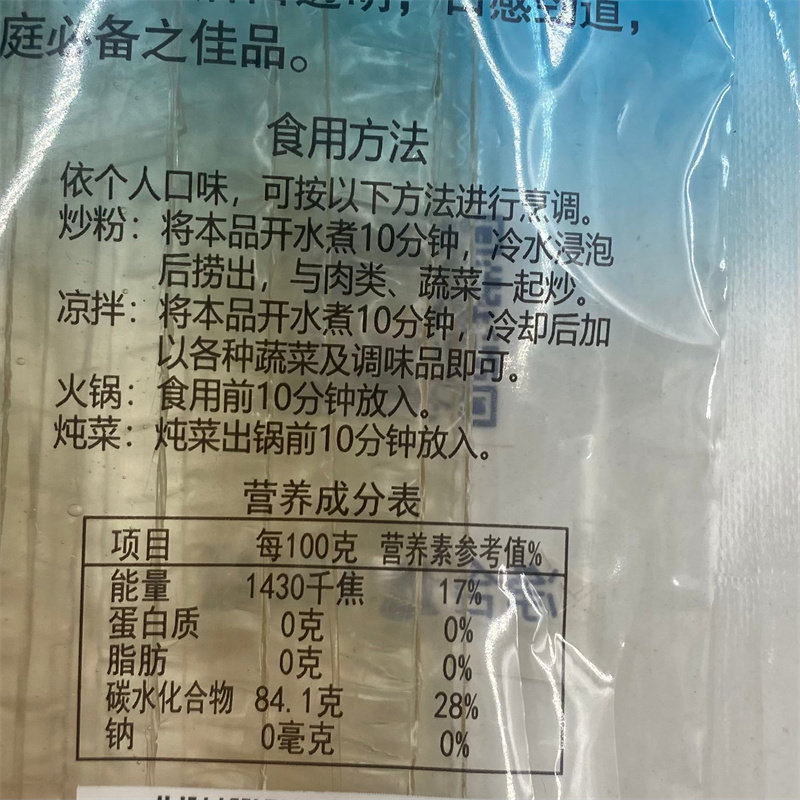 口感劲道，
庭必备之佳品。
食用方法
依个人口味，可按以下方法进行烹调。
炒粉：将本品开水煮10分钟，冷水浸泡
后捞出，与肉类、蔬菜一起炒。
凉拌：将本品开水煮10分钟，冷却后加
以各种蔬菜及调味品即可。
火锅：食用前10分钟放入。
炖菜：炖菜出锅前10分钟放入。
营养成分表
项目 每100克 营养素参考值%
能量 1430千焦 17%
蛋白质 0克 0%
脂肪 0克 0%
碳水化合物 84.1克 28%
钠 0毫克 0%